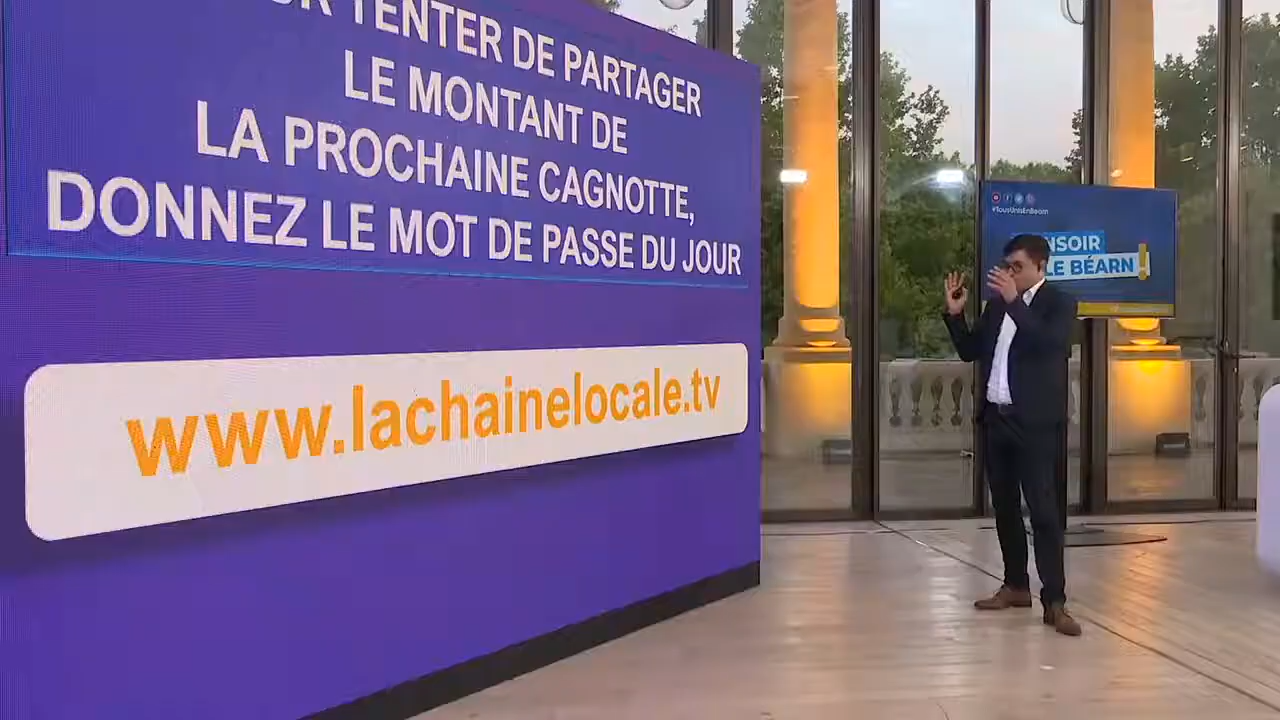 TENTER DE PARTAGER
LE MONTANT DE
LA PROCHAINE CAGNOTTE,
DONNEZ LE MOT DE PASSE DU JOUR
www.lachainelocale.tv
#TousUnisEnBéarn
LE BÉARN !